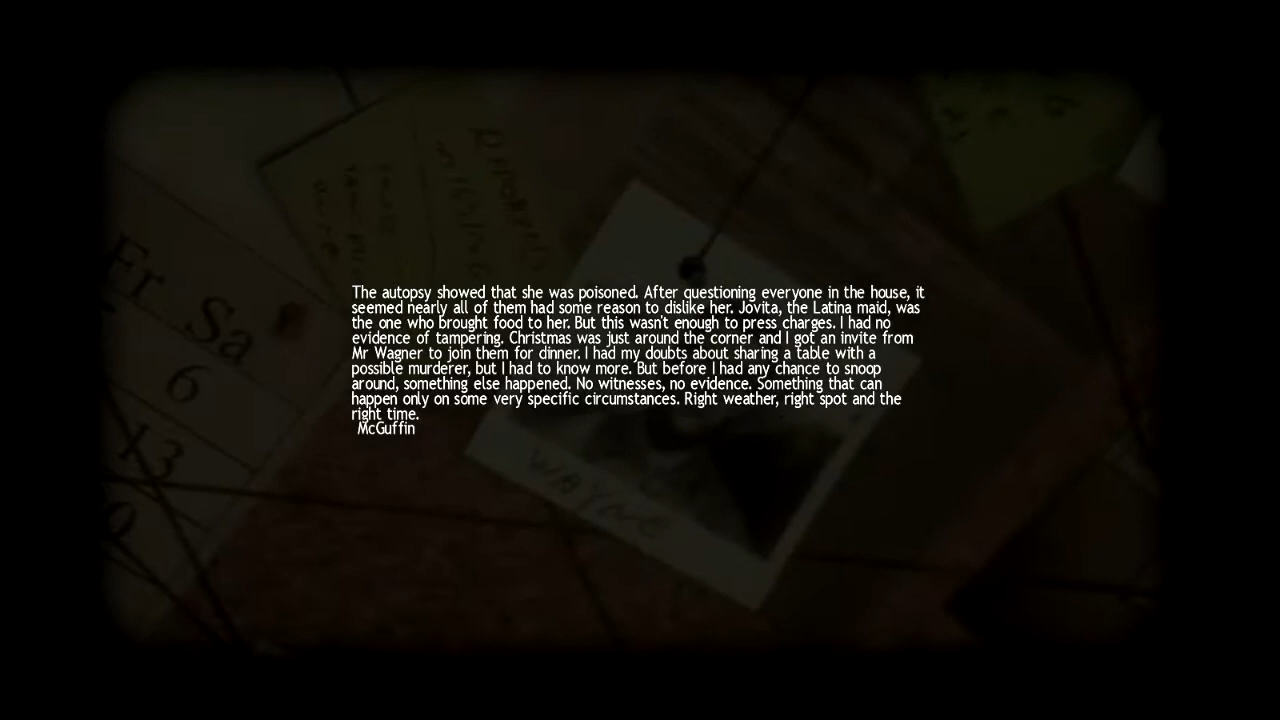 The autopsy showed that she was poisoned. After questioning everyone in the house, it
seemed nearly all of them had some reason to dislike her. Jovita, the Latina maid, was
the one who brought food to her. But this wasn't enough to press charges. I had no
evidence of tampering. Christmas was just around the corner and I got an invite from
Mr Wagner to join them for dinner. I had my doubts about sharing a table with a
possible murderer, but I had to know more. But before I had any chance to snoop
around, something else happened. No witnesses, no evidence. Something that can
happen only on some very specific circumstances. Right weather, right spot and the
right time.
McGuffin
Fr Sa
6
13